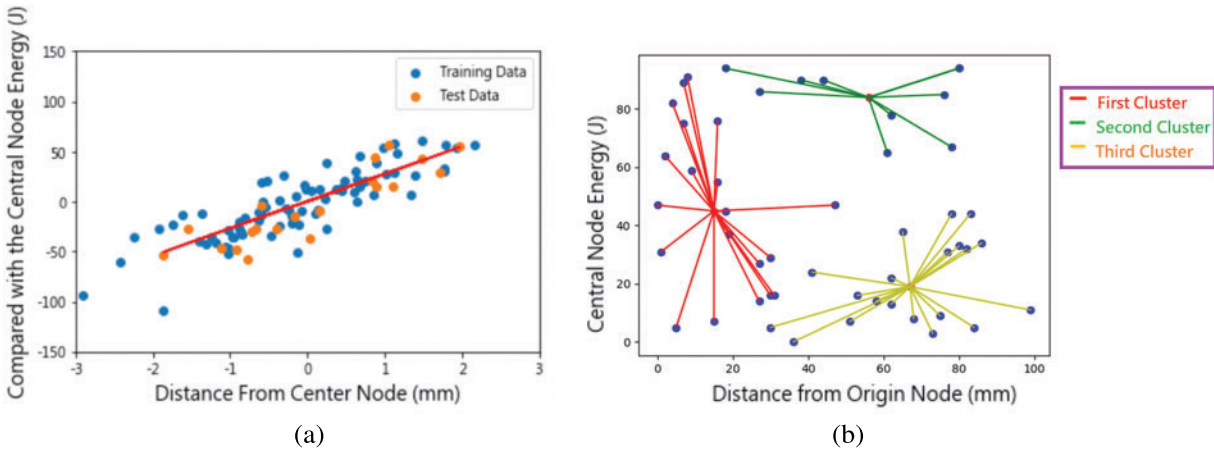 Compared with the Central Node Energy (J)
150
100
50
0
-50
-100
-150
-3
-2
-1
0
1
2
3
Training Data
Test Data
Distance From Center Node (mm)
(a)
Central Node Energy (J)
80
60
40
20
0
0
20
40
60
80
100
Distance from Origin Node (mm)
(b)
First Cluster
Second Cluster
Third Cluster